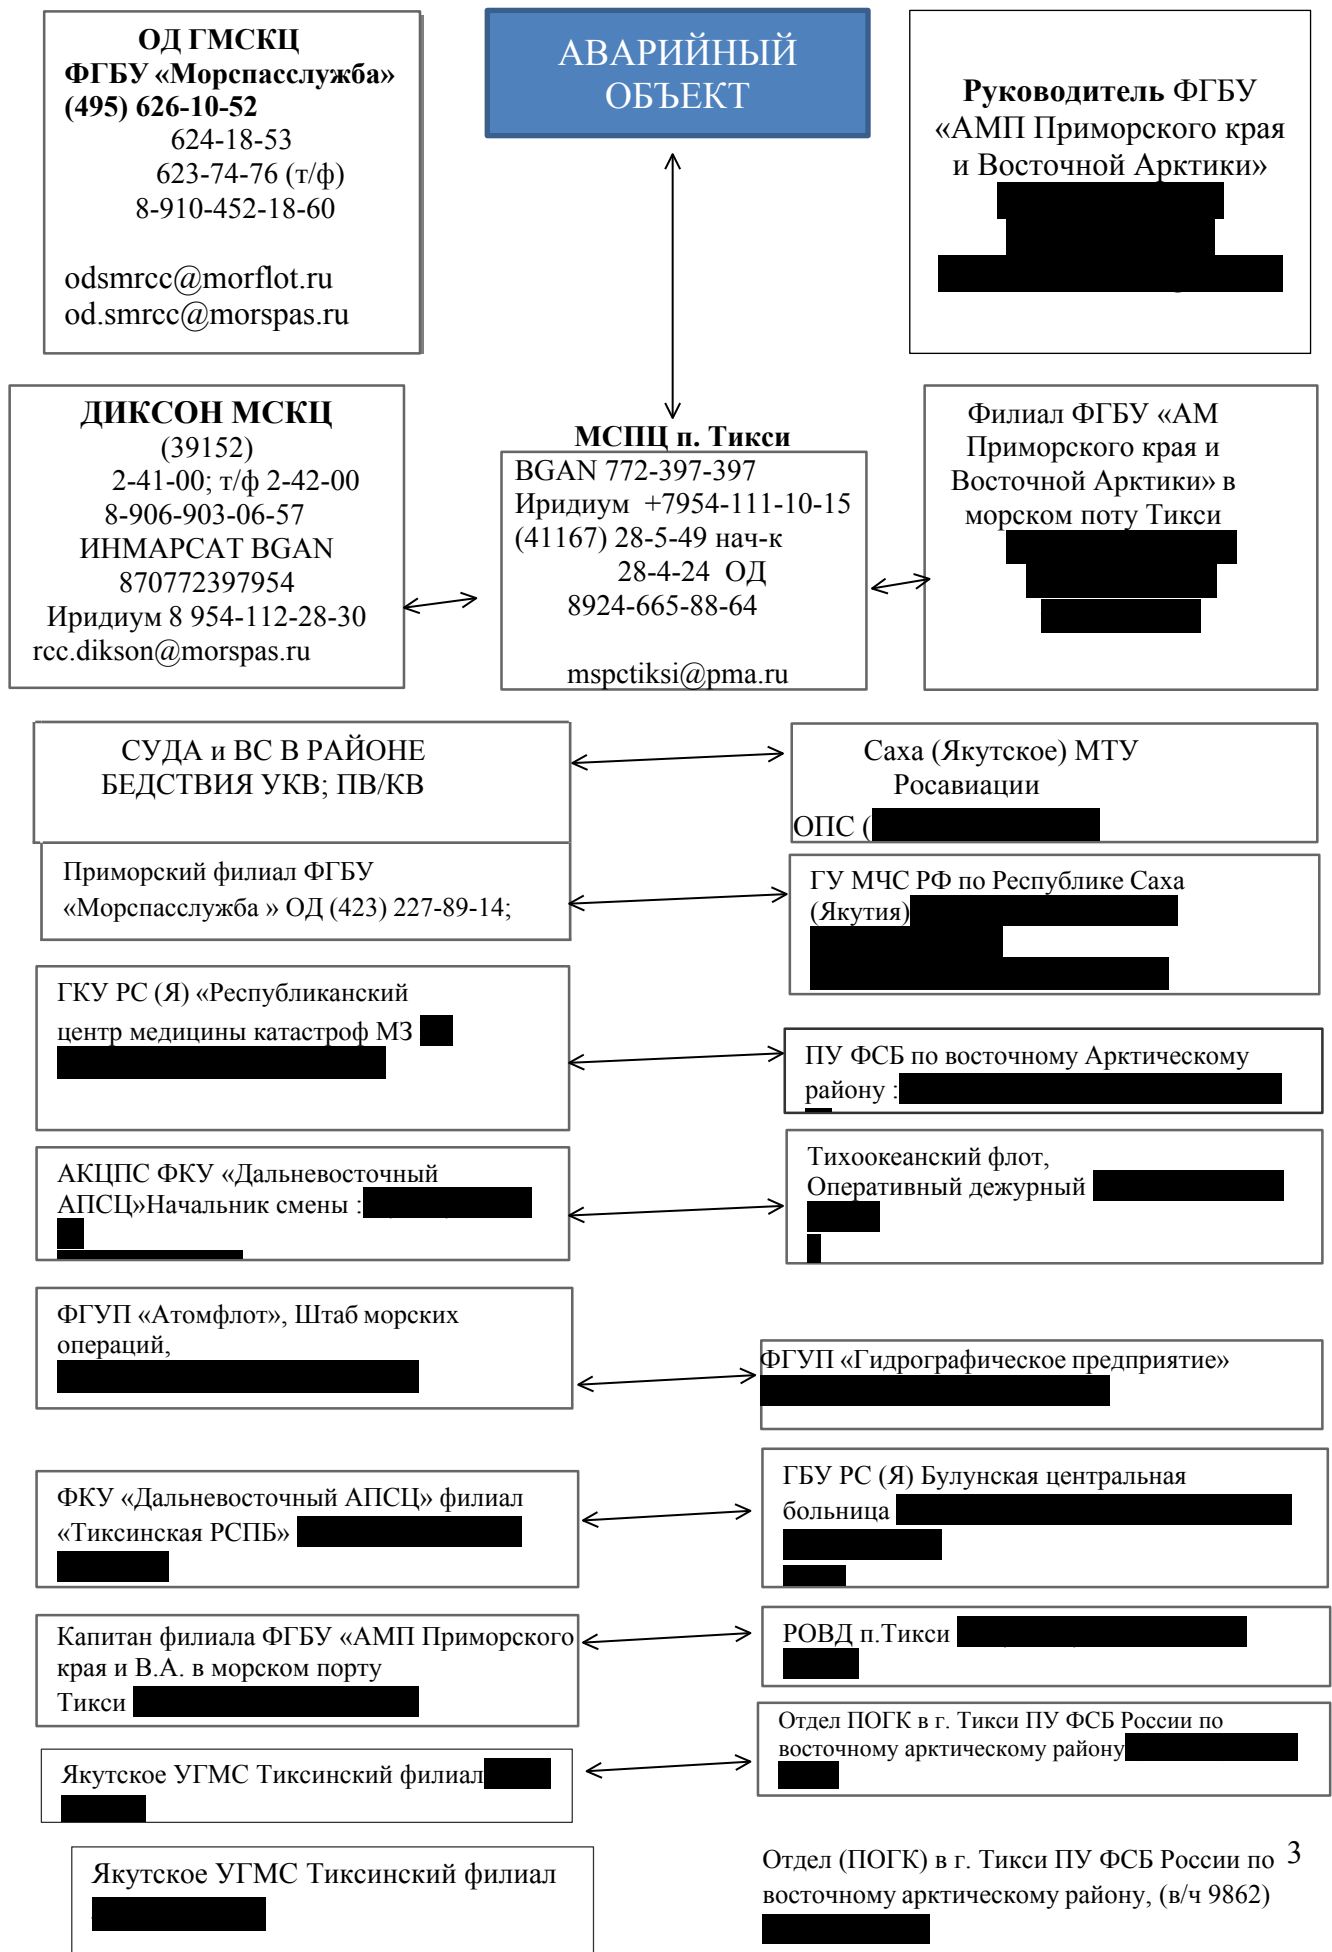 ОД ГМСКЦ
ФГБУ «Морспасслужба»
(495) 626-10-52
624-18-53
623-74-76 (т/ф)
8-910-452-18-60
odsmrcc@morflot.ru
od.smrcc@morspas.ru
АВАРИЙНЫЙ
ОБЪЕКТ
Руководитель ФГБУ
«АМП Приморского края
и Восточной Арктики»
ДИКСОН МСКЦ
(39152)
2-41-00; т/ф 2-42-00
8-906-903-06-57
ИНМАРСАТ BGAN
870772397954
Иридиум 8 954-112-28-30
rcc.dikson@morspas.ru
МСПЦ п. Тикси
BGAN 772-397-397
Иридиум +7954-111-10-15
(41167) 28-5-49 нач-к
28-4-24 ОД
8924-665-88-64
mspctiksi@pma.ru
Филиал ФГБУ «АМ
Приморского края и
Восточной Арктики» в
морском поту Тикси
СУДА и ВС В РАЙОНЕ
БЕДСТВИЯ УКВ; ПВ/КВ
Саха (Якутское) МТУ
Росавиации
ОПС (
Приморский филиал ФГБУ
«Морспасслужба » ОД (423) 227-89-14;
ГУ МЧС РФ по Республике Саха
(Якутия)
ГКУ РС (Я) «Республиканский
центр медицины катастроф МЗ
ПУ ФСБ по восточному Арктическому
району :
АКЦПС ФКУ «Дальневосточный
АПСЦ»Начальник смены :
Тихоокеанский флот,
Оперативный дежурный
ФГУП «Атомфлот», Штаб морских
операций,
ФГУП «Гидрографическое предприятие»
ФКУ «Дальневосточный АПСЦ» филиал
«Тиксинская РСПБ»
ГБУ РС (Я) Булунская центральная
больница
Капитан филиала ФГБУ «АМП Приморского
края и В.А. в морском порту
Тикси
РОВД п.Тикси
Якутское УГМС Тиксинский филиал
Отдел ПОГК в г. Тикси ПУ ФСБ России по
восточному арктическому району
Якутское УГМС Тиксинский филиал
Отдел (ПОГК) в г. Тикси ПУ ФСБ России по
восточному арктическому району, (в/ч 9862)
3